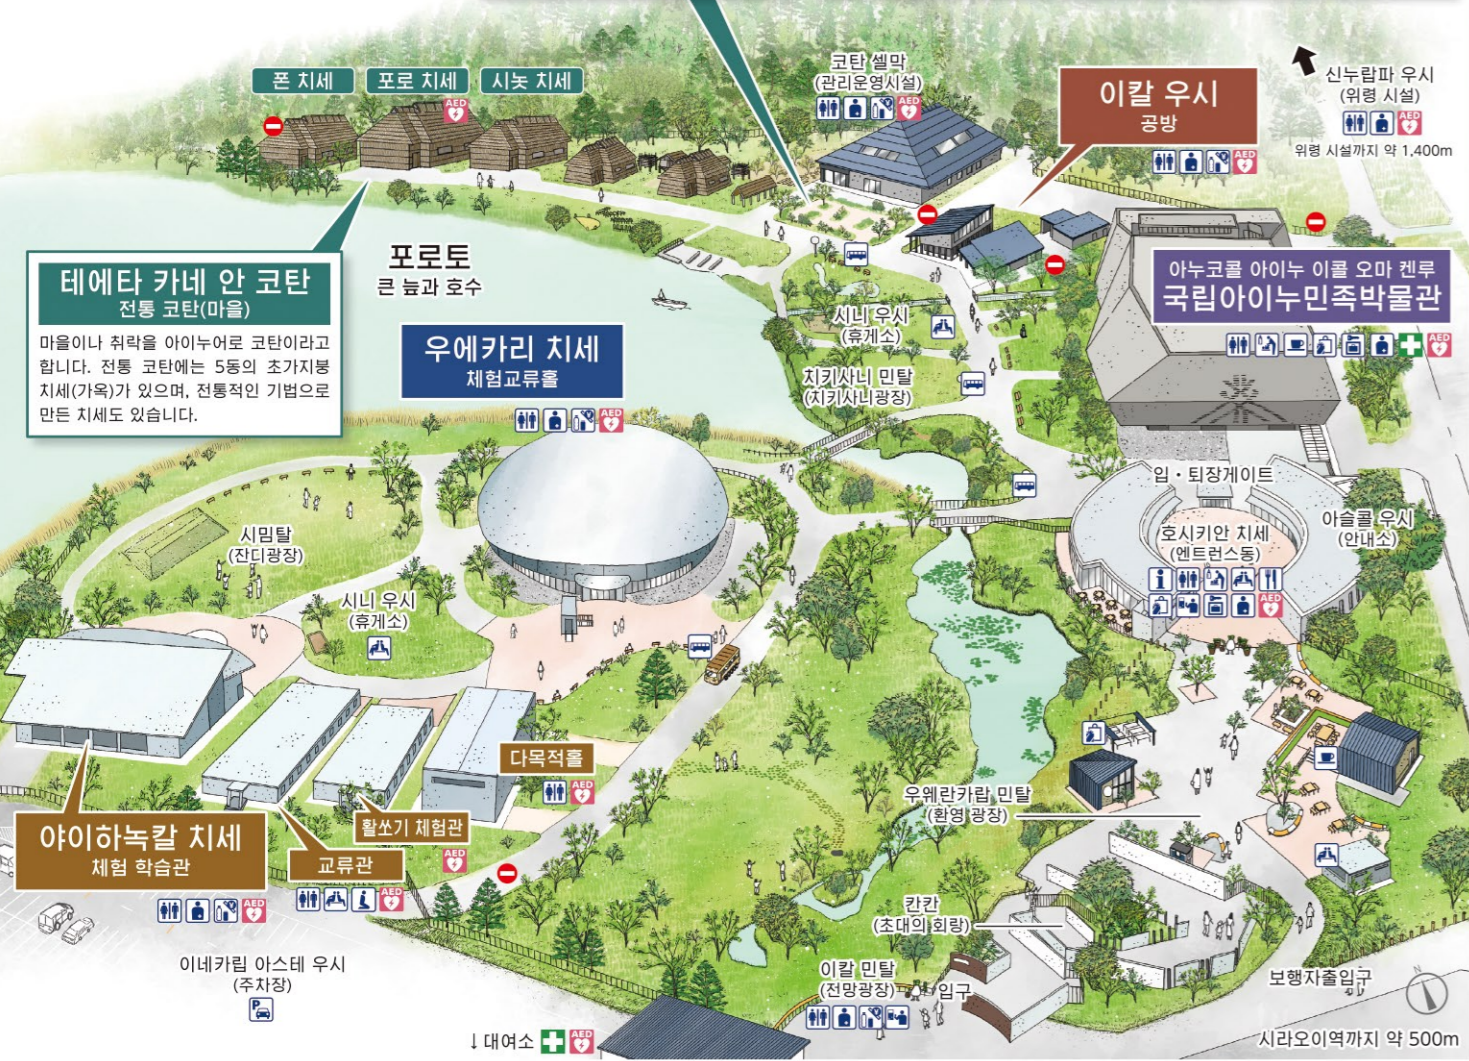 폰 치세
포로 치세
시놋 치세
AED
코탄 셀막
(관리운영시설)
AED
이칼 우시
공방
AED
신누랍파 우시
(위령 시설)
AED
위령 시설까지 약 1,400m
테에타 카네 안 코탄
전통 코탄(마을)
마을이나 취락을 아이누어로 코탄이라고
합니다. 전통 코탄에는 5동의 초가지붕
치세(가옥)가 있으며, 전통적인 기법으로
만든 치세도 있습니다.
포로토
큰 늪과 호수
아누코콜 아이누 이콜 오마 켄루
국립아이누민족박물관
AED
우에카리 치세
체험교류홀
AED
시니 우시
(휴게소)
치키사니 민탈
(치키사니광장)
입・퇴장게이트
호시키안 치세
(엔트런스동)
AED
아슬콜 우시
(안내소)
시밈탈
(잔디광장)
시니 우시
(휴게소)
다목적홀
AED
야이하녹칼 치세
체험 학습관
AED
교류관
AED
활쏘기 체험관
AED
우웨란카랍 민탈
(환영 광장)
칸칸
(초대의 회랑)
이칼 민탈
(전망광장)
입구
보행자출입구
N
이네카립 아스테 우시
(주차장)
P
↓대여소
AED
시라오이역까지 약 500m